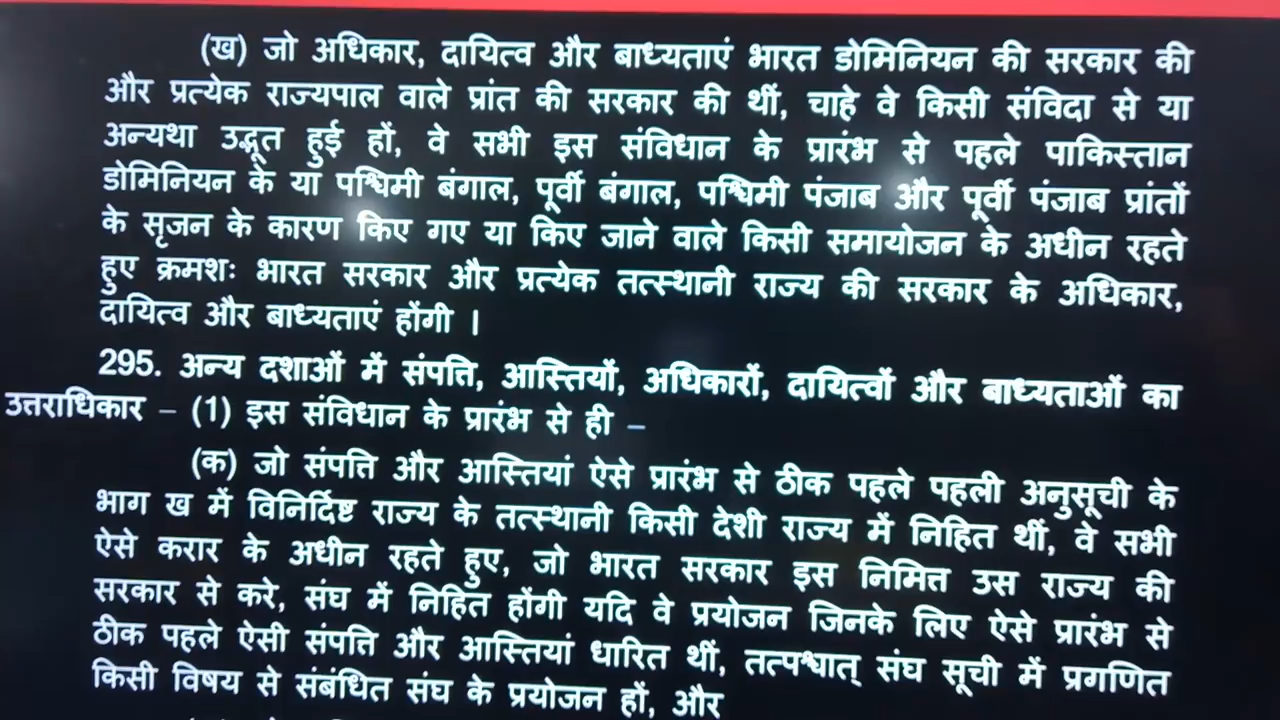 (ख) जो अधिकार, दायित्व और बाध्यताएं भारत डोमिनियन की सरकार की
और प्रत्येक राज्यपाल वाले प्रांत की सरकार की थीं, चाहे वे किसी संविदा से या
अन्यथा उद्भूत हुई हों, वे सभी इस संविधान के प्रारंभ से पहले पाकिस्तान
डोमिनियन के या पश्चिमी बंगाल, पूर्वी बंगाल, पश्चिमी पंजाब और पूर्वी पंजाब प्रांतों
के सृजन के कारण किए गए या किए जाने वाले किसी समायोजन के अधीन रहते
हुए क्रमशः भारत सरकार और प्रत्येक तत्स्थानी राज्य की सरकार के अधिकार,
दायित्व और बाध्यताएं होंगी ।
295. अन्य दशाओं में संपत्ति, आस्तियों, अधिकारों, दायित्वों और बाध्यताओं का
उत्तराधिकार – (1) इस संविधान के प्रारंभ से ही –
(क) जो संपत्ति और आस्तियां ऐसे प्रारंभ से ठीक पहले पहली अनुसूची के
भाग ख में विनिर्दिष्ट राज्य के तत्स्थानी किसी देशी राज्य में निहित थीं, वे सभी
ऐसे करार के अधीन रहते हुए, जो भारत सरकार इस निमित्त उस राज्य की
सरकार से करे, संघ में निहित होंगी यदि वे प्रयोजन जिनके लिए ऐसे प्रारंभ से
ठीक पहले ऐसी संपत्ति और आस्तियां धारित थीं, तत्पश्चात् संघ सूची में प्रगणित
किसी विषय से संबंधित संघ के प्रयोजन हों, और